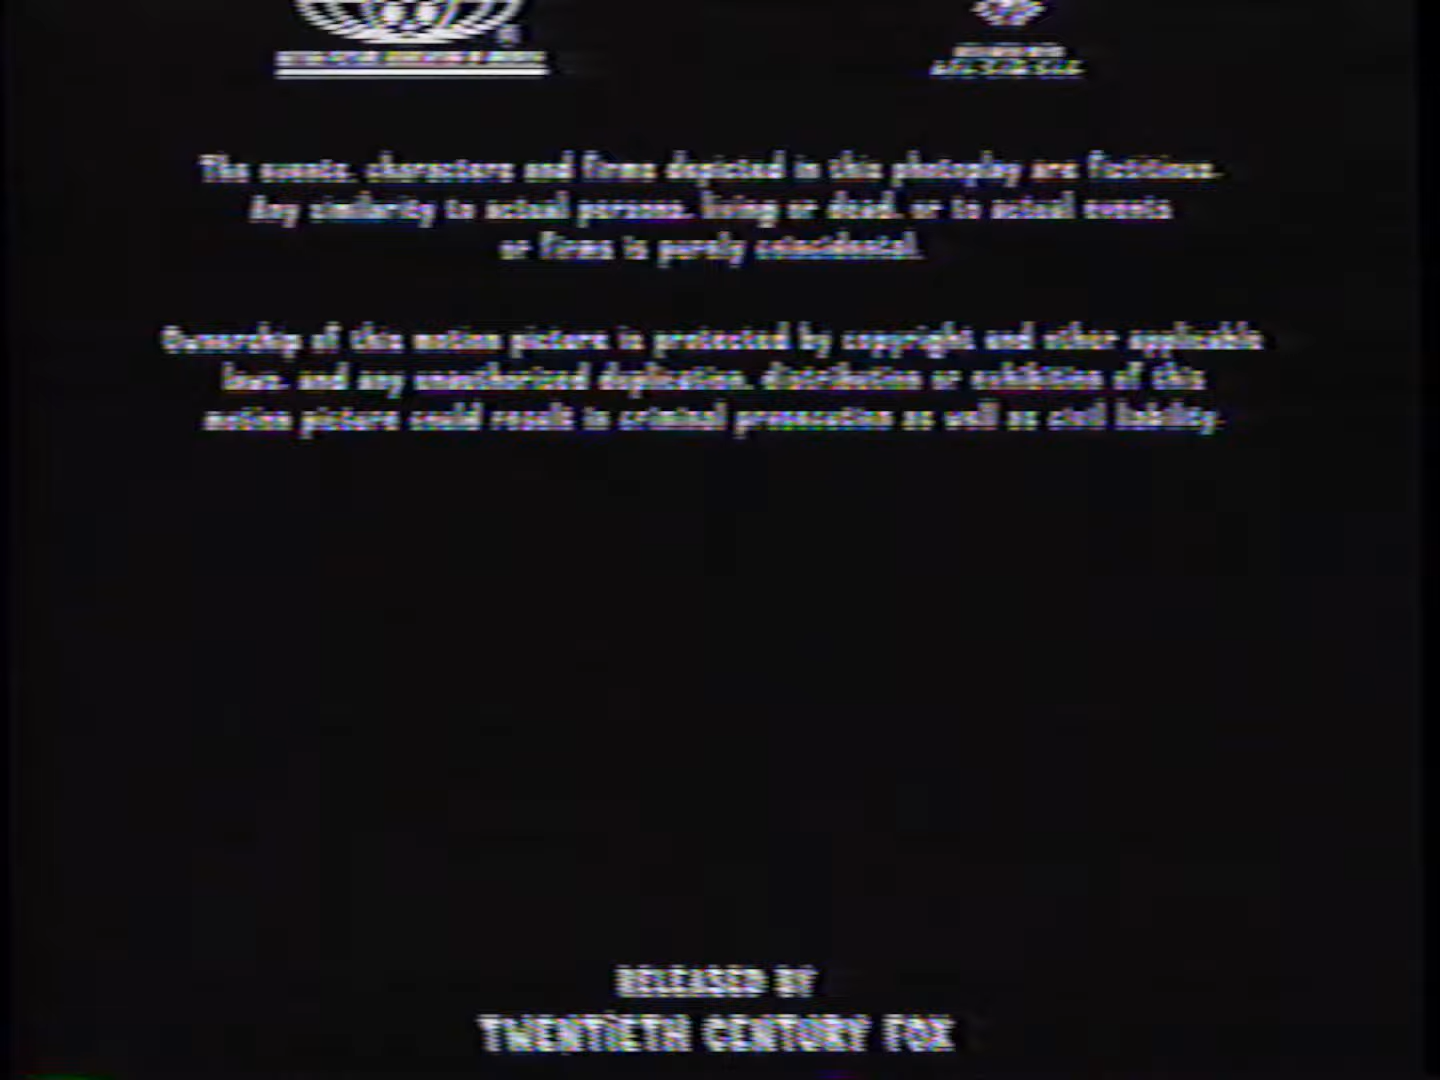 The events, characters and firms depicted in this photoplay are fictitious.
Any similarity to actual persons, living or dead, or to actual events
or firms is purely coincidental.
Ownership of this motion picture is protected by copyright and other applicable
laws, and any unauthorized duplication, distribution or exhibition of this
motion picture could result in criminal prosecution as well as civil liability.
RELEASED BY
TWENTIETH CENTURY FOX